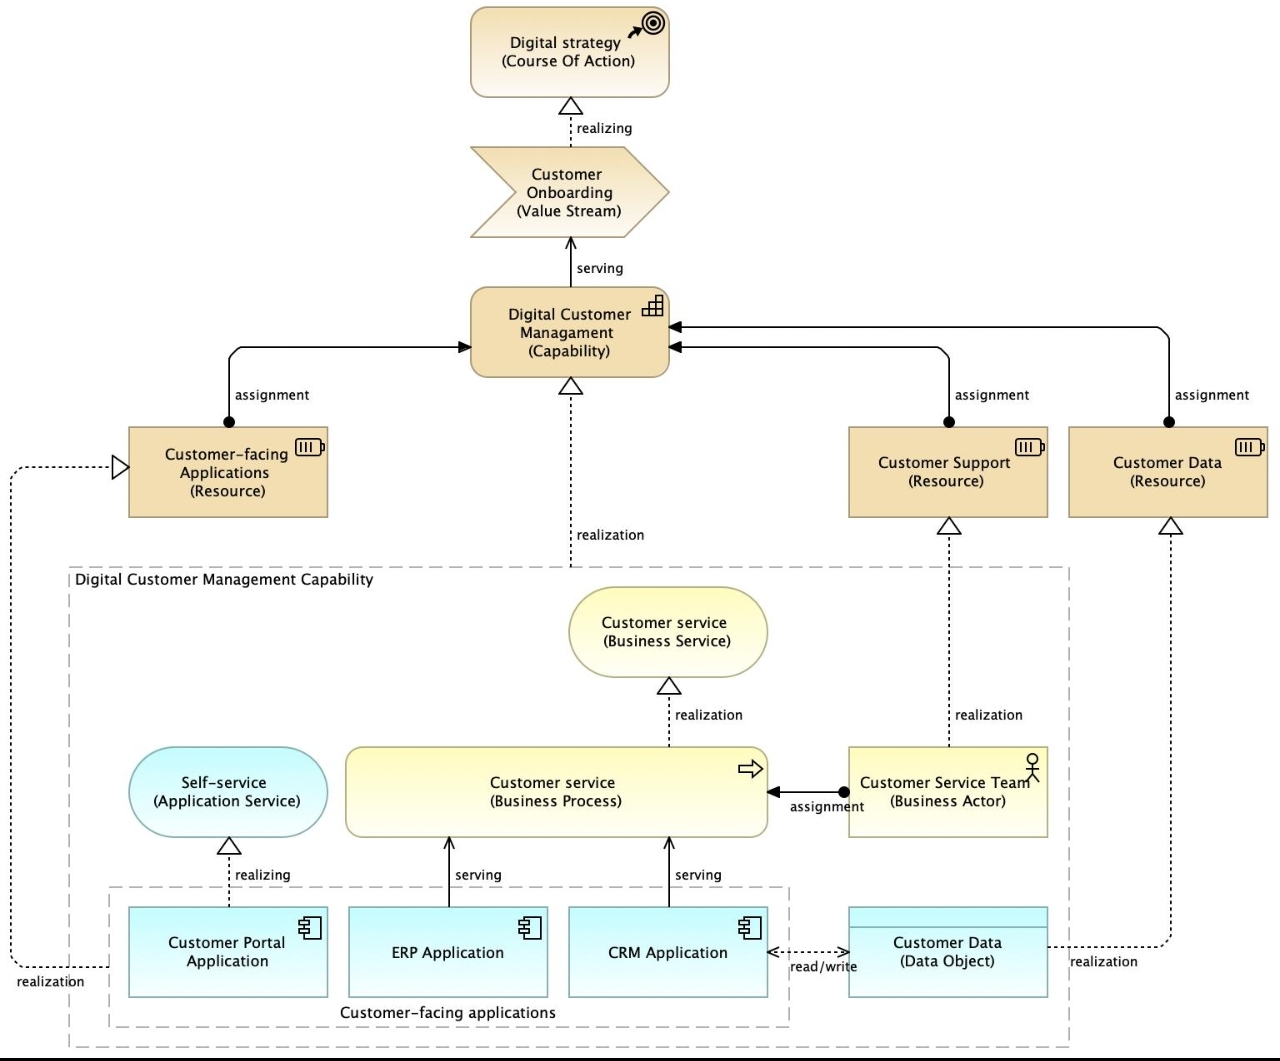 Digital strategy
(Course Of Action)
realizing
Customer
Onboarding
(Value Stream)
serving
Digital Customer
Managament
(Capability)
assignment
assignment
assignment
Customer-facing
Applications
(Resource)
Customer Support
(Resource)
Customer Data
(Resource)
realization
Digital Customer Management Capability
Customer service
(Business Service)
realization
realization
Self-service
(Application Service)
Customer service
(Business Process)
assignment
Customer Service Team
(Business Actor)
realizing
serving
serving
Customer Portal
Application
ERP Application
CRM Application
read/write
Customer Data
(Data Object)
realization
realization
Customer-facing applications